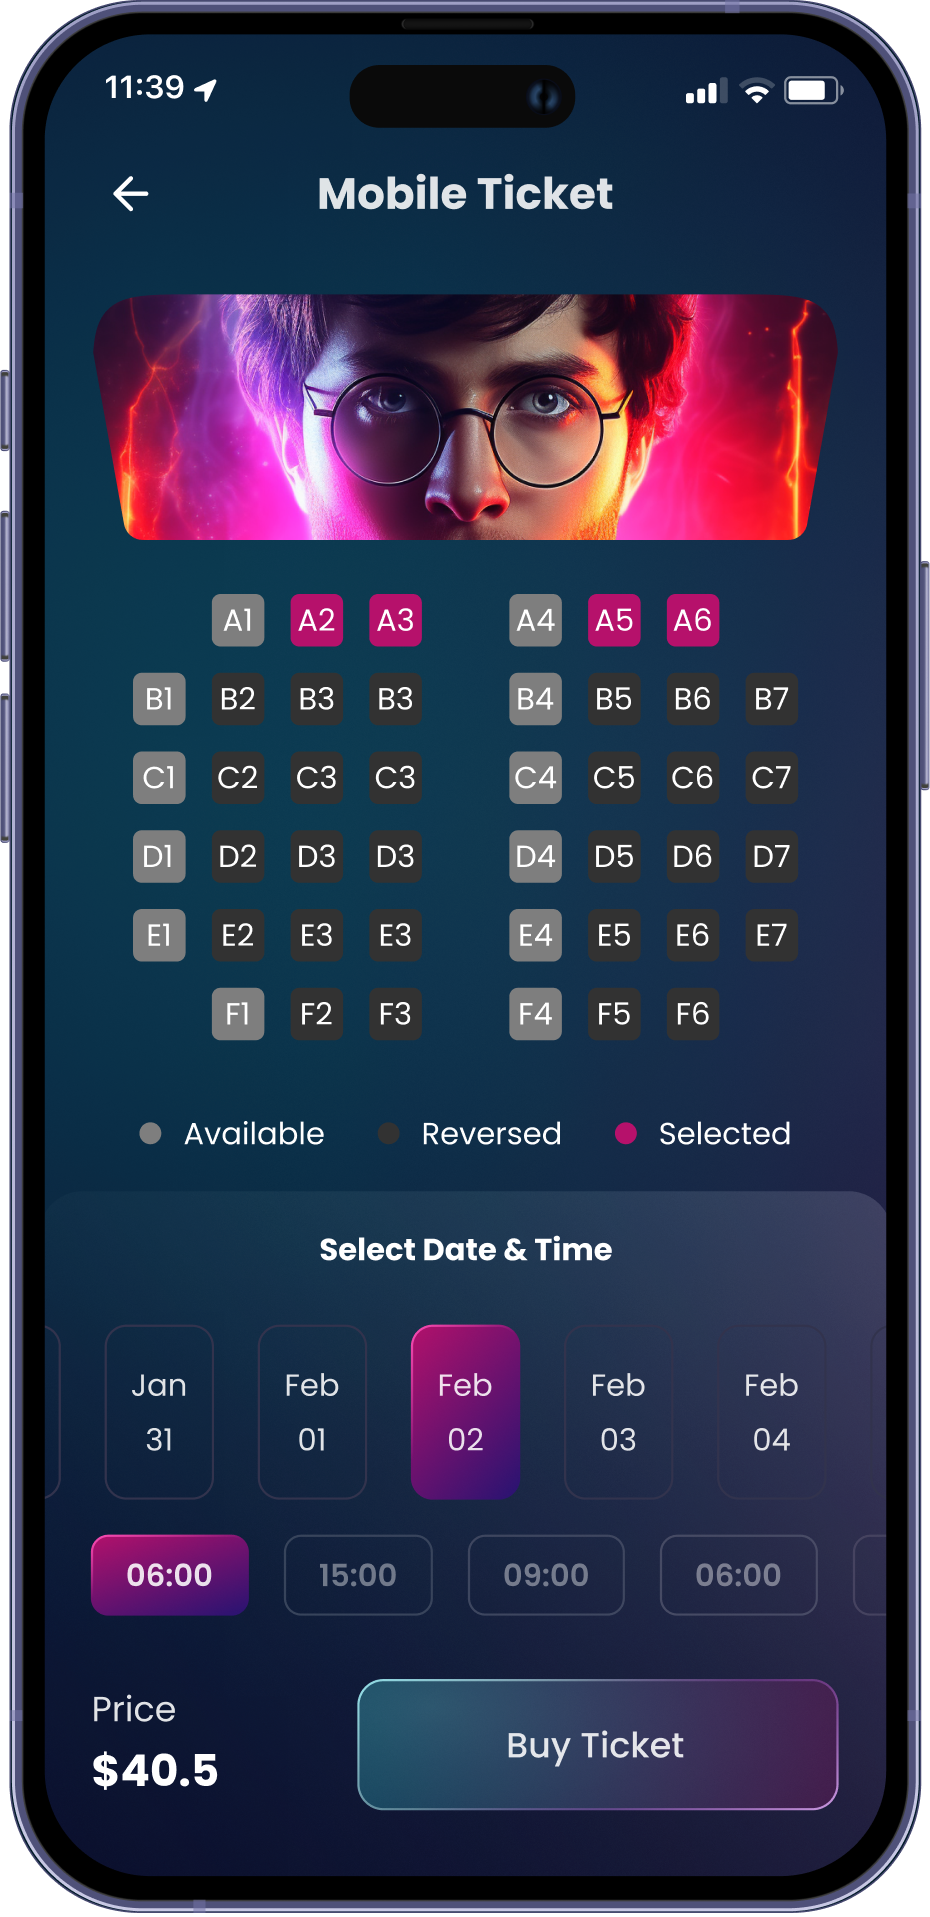 11:39
Mobile Ticket
A1 A2 A3 A4 A5 A6
B1 B2 B3 B3 B4 B5 B6 B7
C1 C2 C3 C3 C4 C5 C6 C7
D1 D2 D3 D3 D4 D5 D6 D7
E1 E2 E3 E3 E4 E5 E6 E7
F1 F2 F3 F4 F5 F6
Available Reversed Selected
Select Date & Time
Jan Feb Feb Feb Feb
31 01 02 03 04
06:00 15:00 09:00 06:00
Price
$40.5
Buy Ticket